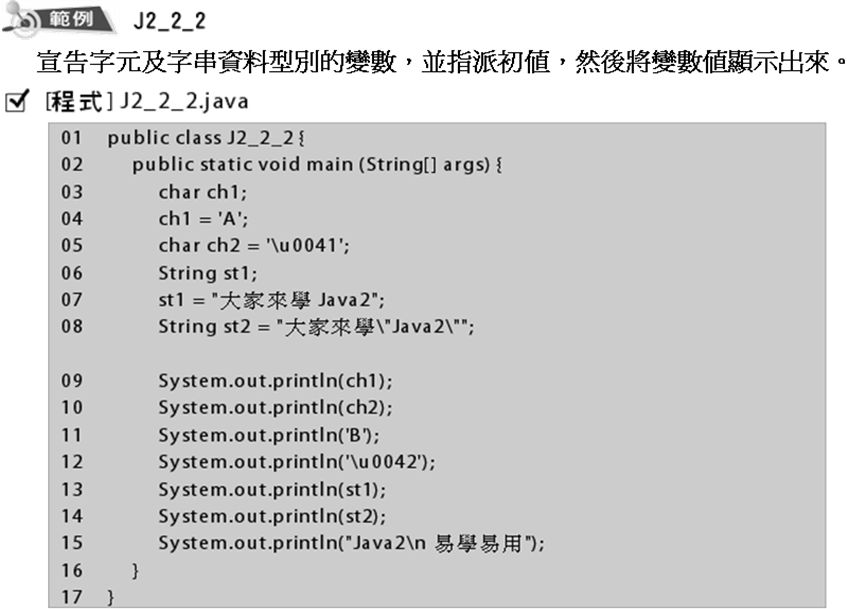 範例 J2_2_2
宣告字元及字串資料型別的變數，並指派初值，然後將變數值顯示出來。
[程式] J2_2_2.java
01 public class J2_2_2 {
02 public static void main (String[] args) {
03 char ch1;
04 ch1 = 'A';
05 char ch2 = '\u0041';
06 String st1;
07 st1 = "大家來學 Java2";
08 String st2 = "大家來學\"Java2\"";
09 System.out.println(ch1);
10 System.out.println(ch2);
11 System.out.println('B');
12 System.out.println('\u0042');
13 System.out.println(st1);
14 System.out.println(st2);
15 System.out.println("Java2\n 易學易用");
16 }
17 }